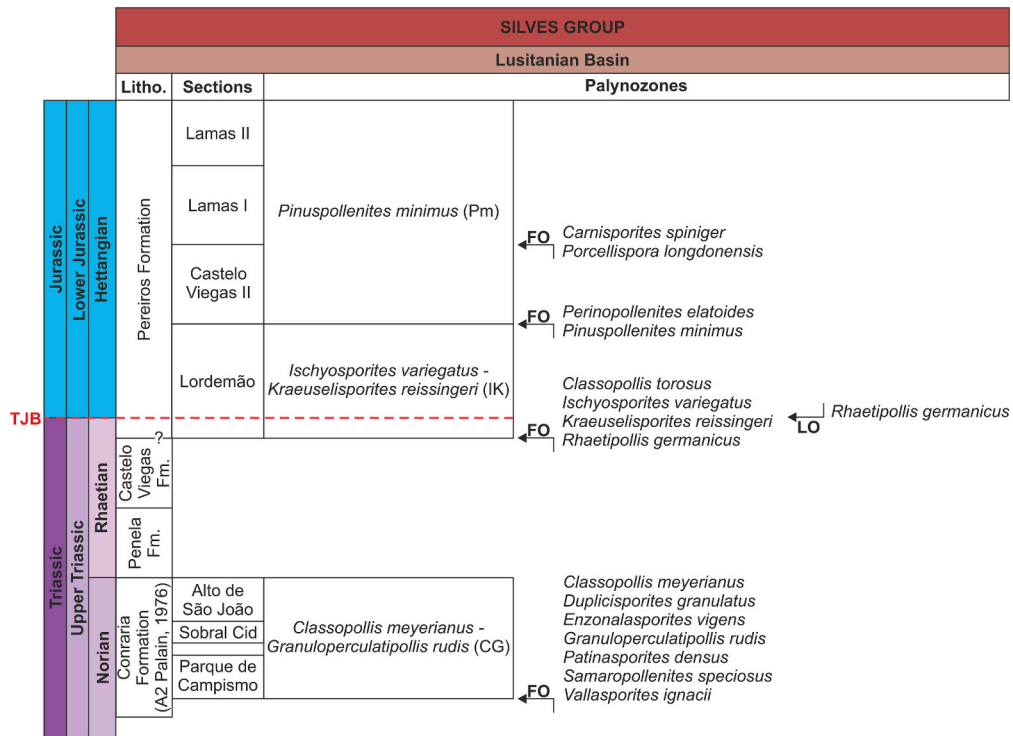 SILVES GROUP
Lusitanian Basin
Litho.
Sections
Palynozones
Jurassic
Lower Jurassic
Hettangian
Pereiros Formation
Lamas II
Lamas I
Castelo
Viegas II
Lordemão
Pinuspollenites minimus (Pm)
FO
Carnisporites spiniger
Porcellispora longdonensis
FO
Perinopollenites elatoides
Pinuspollenites minimus
Ischyosporites variegatus -
Kraeuselisporites reissingeri (IK)
Classopollis torosus
Ischyosporites variegatus
Kraeuselisporites reissingeri
Rhaetipollis germanicus
FO
LO
Rhaetipollis germanicus
TJB
Triassic
Upper Triassic
Rhaetian
Norian
?
Castelo
Viegas
Fm.
Penela
Fm.
Conraria
Formation
(A2 Palain, 1976)
Alto de
São João
Sobral Cid
Parque de
Campismo
Classopollis meyerianus -
Granuloperculatipollis rudis (CG)
FO
Classopollis meyerianus
Duplicisporites granulatus
Enzonalasporites vigens
Granuloperculatipollis rudis
Patinasporites densus
Samaropollenites speciosus
Vallasporites ignacii